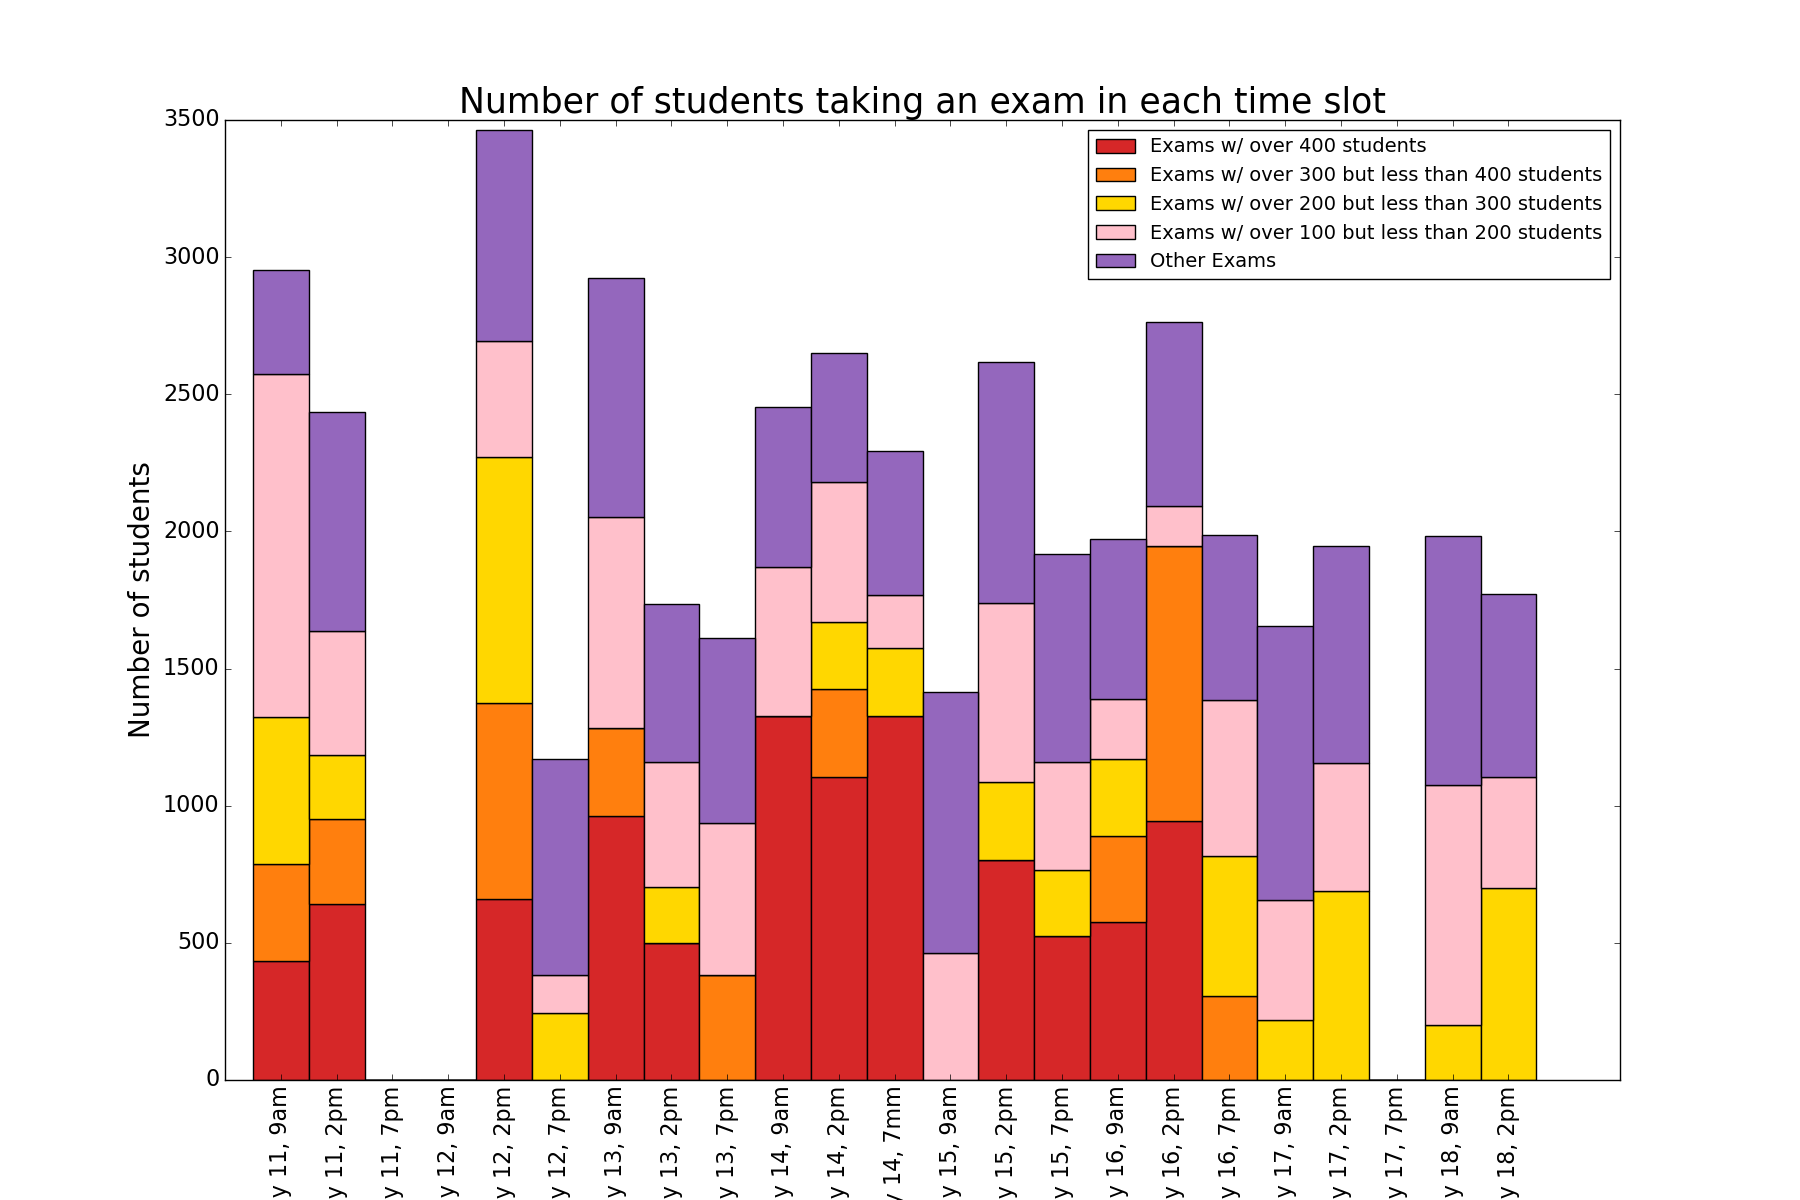 Number of students taking an exam in each time slot
Exams w/ over 400 students
Exams w/ over 300 but less than 400 students
Exams w/ over 200 but less than 300 students
Exams w/ over 100 but less than 200 students
Other Exams
Number of students
3500
3000
2500
2000
1500
1000
500
0
y 11, 9am
y 11, 2pm
y 11, 7pm
y 12, 9am
y 12, 2pm
y 12, 7pm
y 13, 9am
y 13, 2pm
y 13, 7pm
y 14, 9am
y 14, 2pm
y 14, 7mm
y 15, 9am
y 15, 2pm
y 15, 7pm
y 16, 9am
y 16, 2pm
y 16, 7pm
y 17, 9am
y 17, 2pm
y 17, 7pm
y 18, 9am
y 18, 2pm